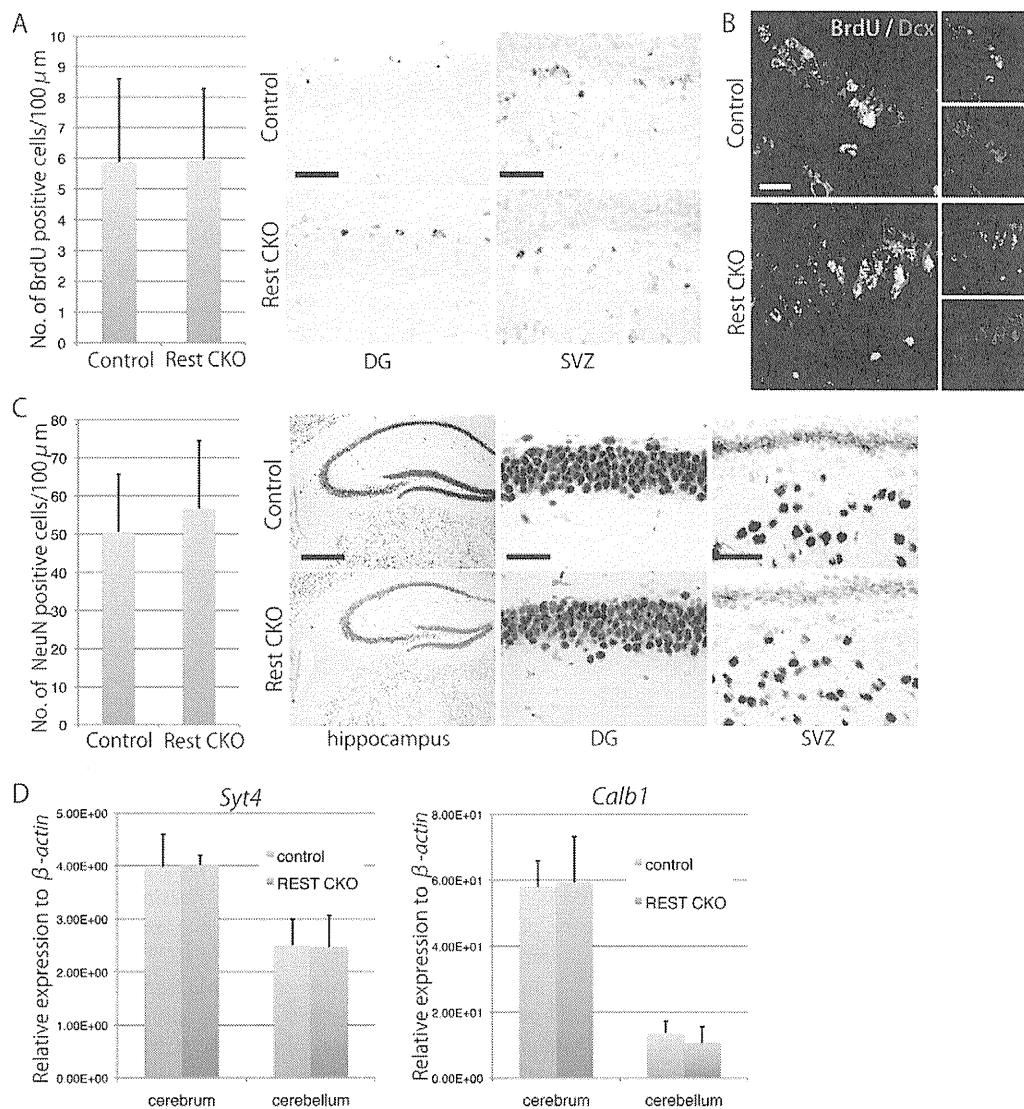 A
No. of BrdU positive cells/100 μm
10
9
8
7
6
5
4
3
2
1
0
Control
Rest CKO
Control
Rest CKO
DG
SVZ
B
BrdU / Dcx
Control
Rest CKO
C
No. of NeuN positive cells/100 μm
80
70
60
50
40
30
20
10
0
Control
Rest CKO
Control
Rest CKO
hippocampus
DG
SVZ
D
Syt4
Relative expression to β-actin
5.00E+00
4.00E+00
3.00E+00
2.00E+00
1.00E+00
0.00E+00
control
REST CKO
cerebrum
cerebellum
Calb1
Relative expression to β-actin
8.00E+01
6.00E+01
4.00E+01
2.00E+01
0.00E+00
control
REST CKO
cerebrum
cerebellum